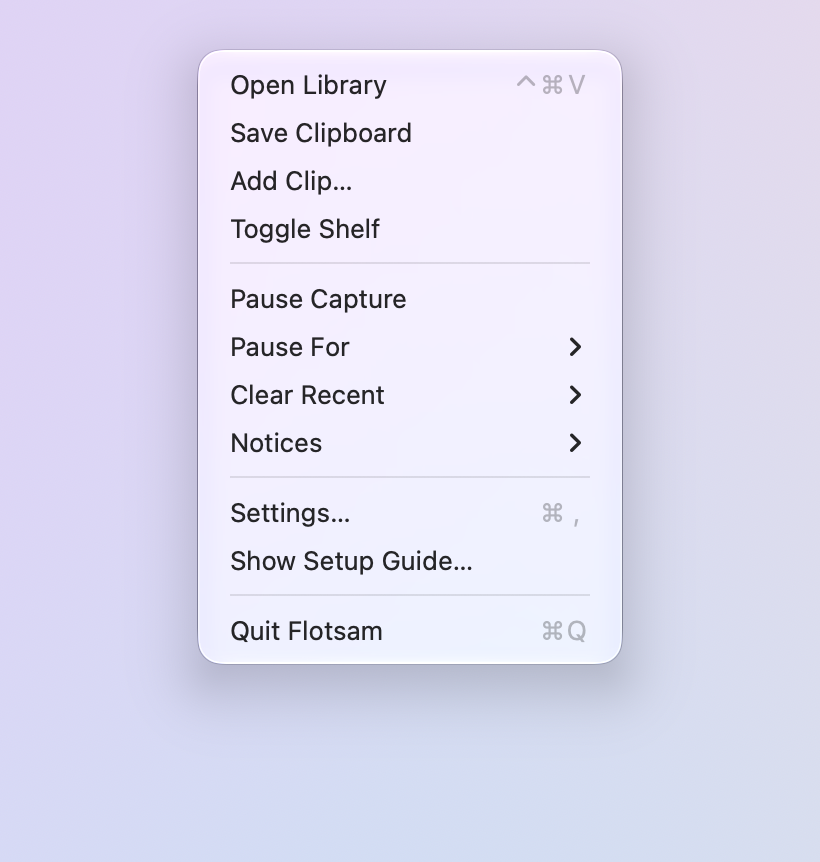 Open Library ^⌘V
Save Clipboard
Add Clip...
Toggle Shelf
Pause Capture
Pause For
Clear Recent
Notices
Settings... ⌘,
Show Setup Guide...
Quit Flotsam ⌘Q